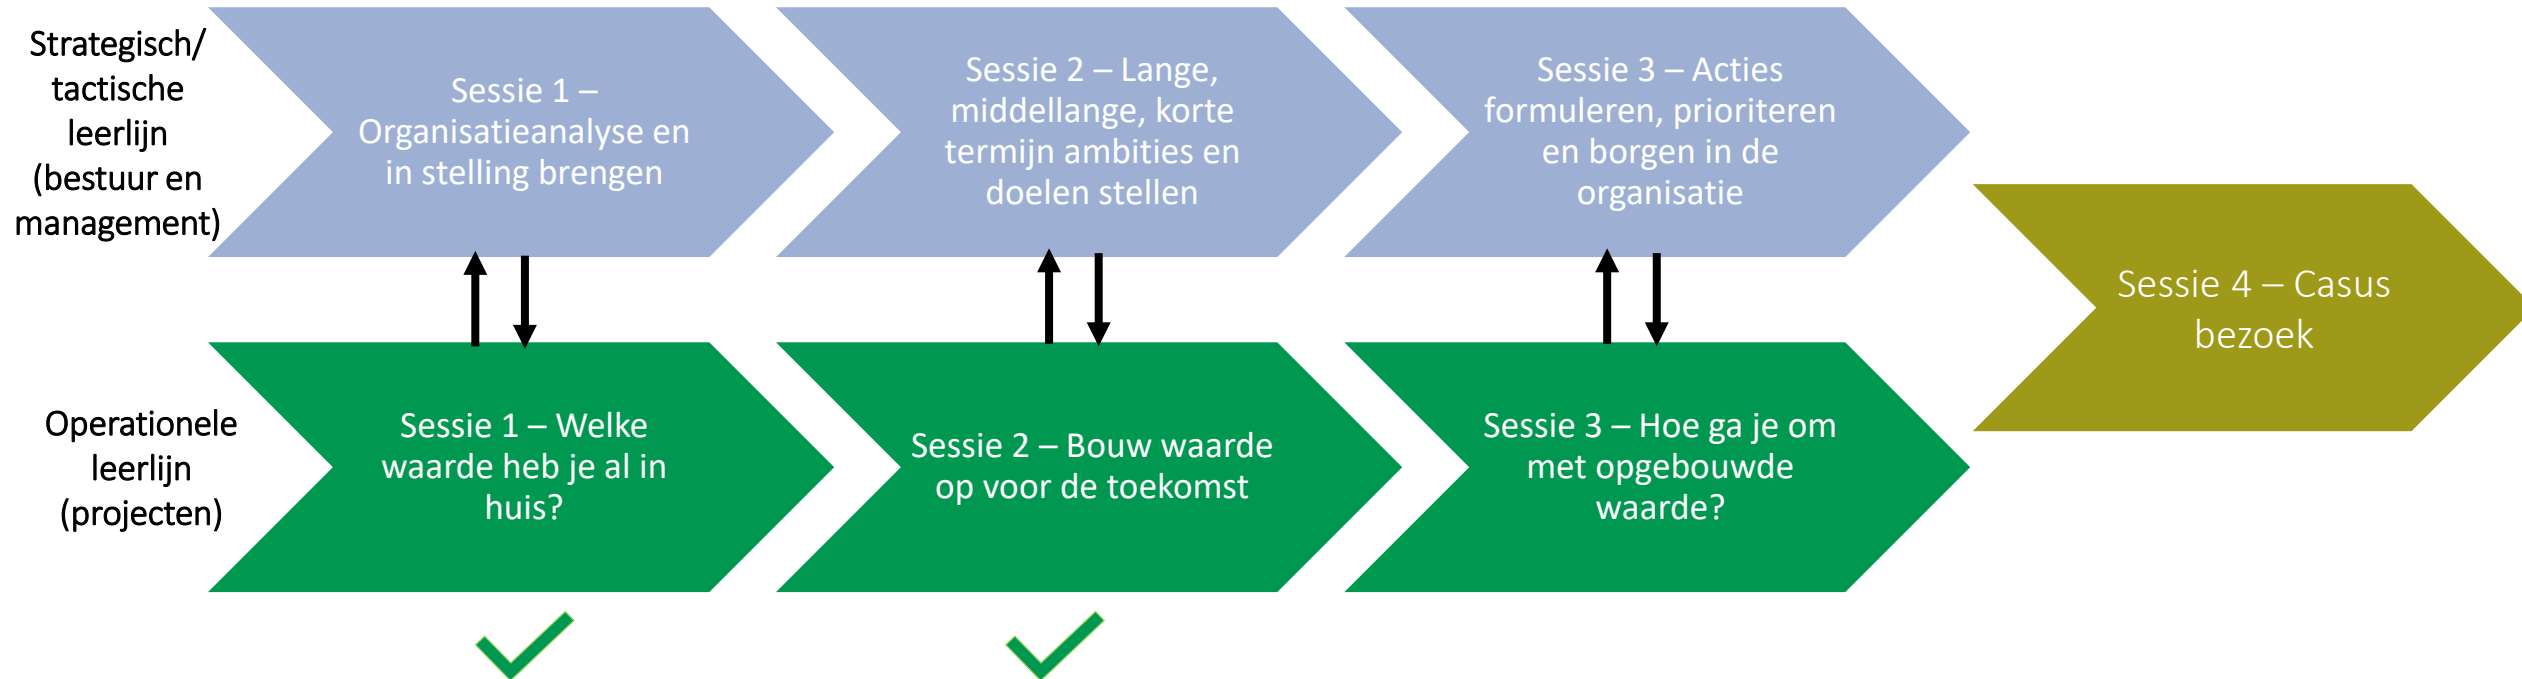 Strategisch/
tactische
leerlijn
(bestuur en
management)
Sessie 1 –
Organisatieanalyse en
in stelling brengen
Sessie 2 – Lange,
middellange, korte
termijn ambities en
doelen stellen
Sessie 3 – Acties
formuleren, prioriteren
en borgen in de
organisatie
Sessie 4 – Casus
bezoek
Operationele
leerlijn
(projecten)
Sessie 1 – Welke
waarde heb je al in
huis?
Sessie 2 – Bouw waarde
op voor de toekomst
Sessie 3 – Hoe ga je om
met opgebouwde
waarde?